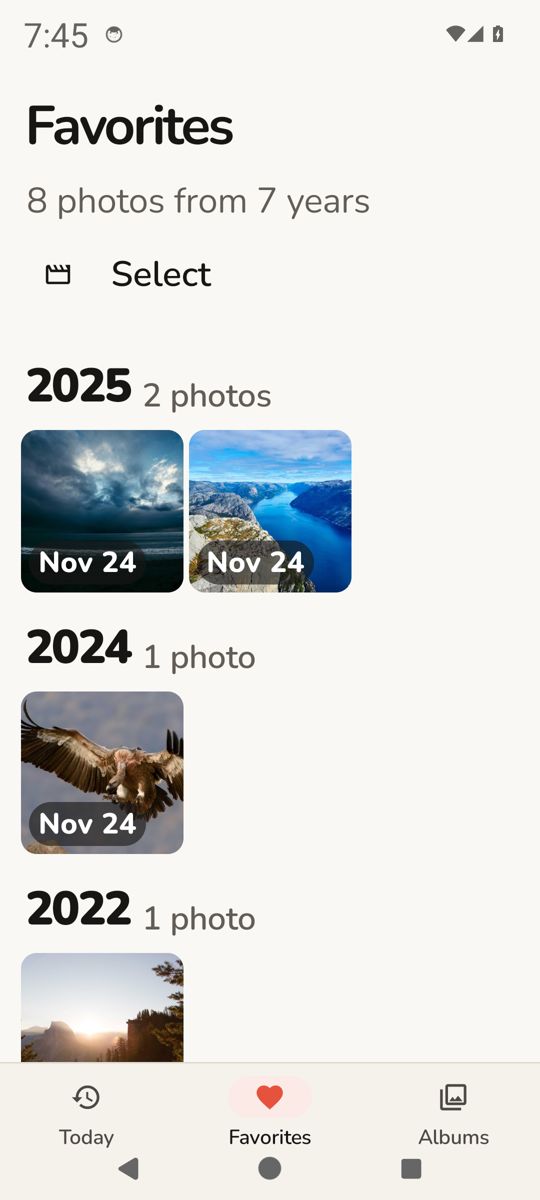 7:45
Favorites
8 photos from 7 years
Select
2025 2 photos
Nov 24 Nov 24
2024 1 photo
Nov 24
2022 1 photo
Today Favorites Albums